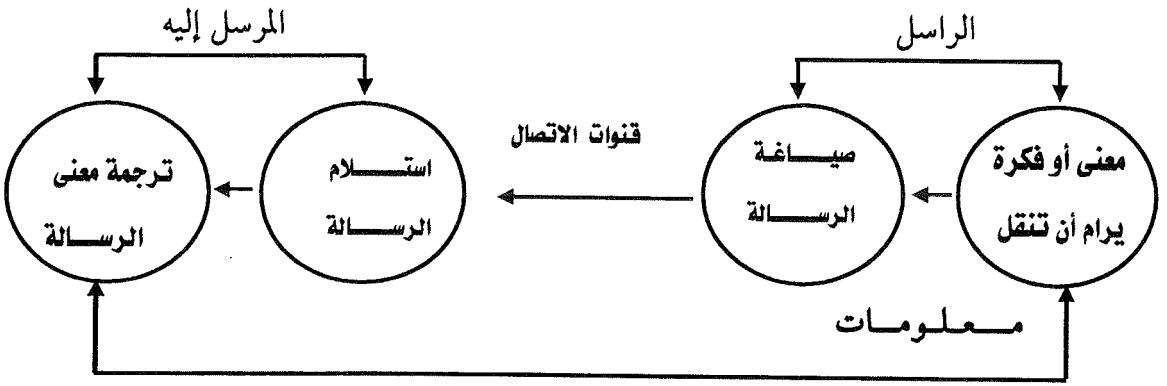 الراسل
المرسل إليه
معنى أو فكرة
يرام أن تنقل
صياغة
الرسالة
قنوات الاتصال
استلام
الرسالة
ترجمة معنى
الرسالة
معلومات